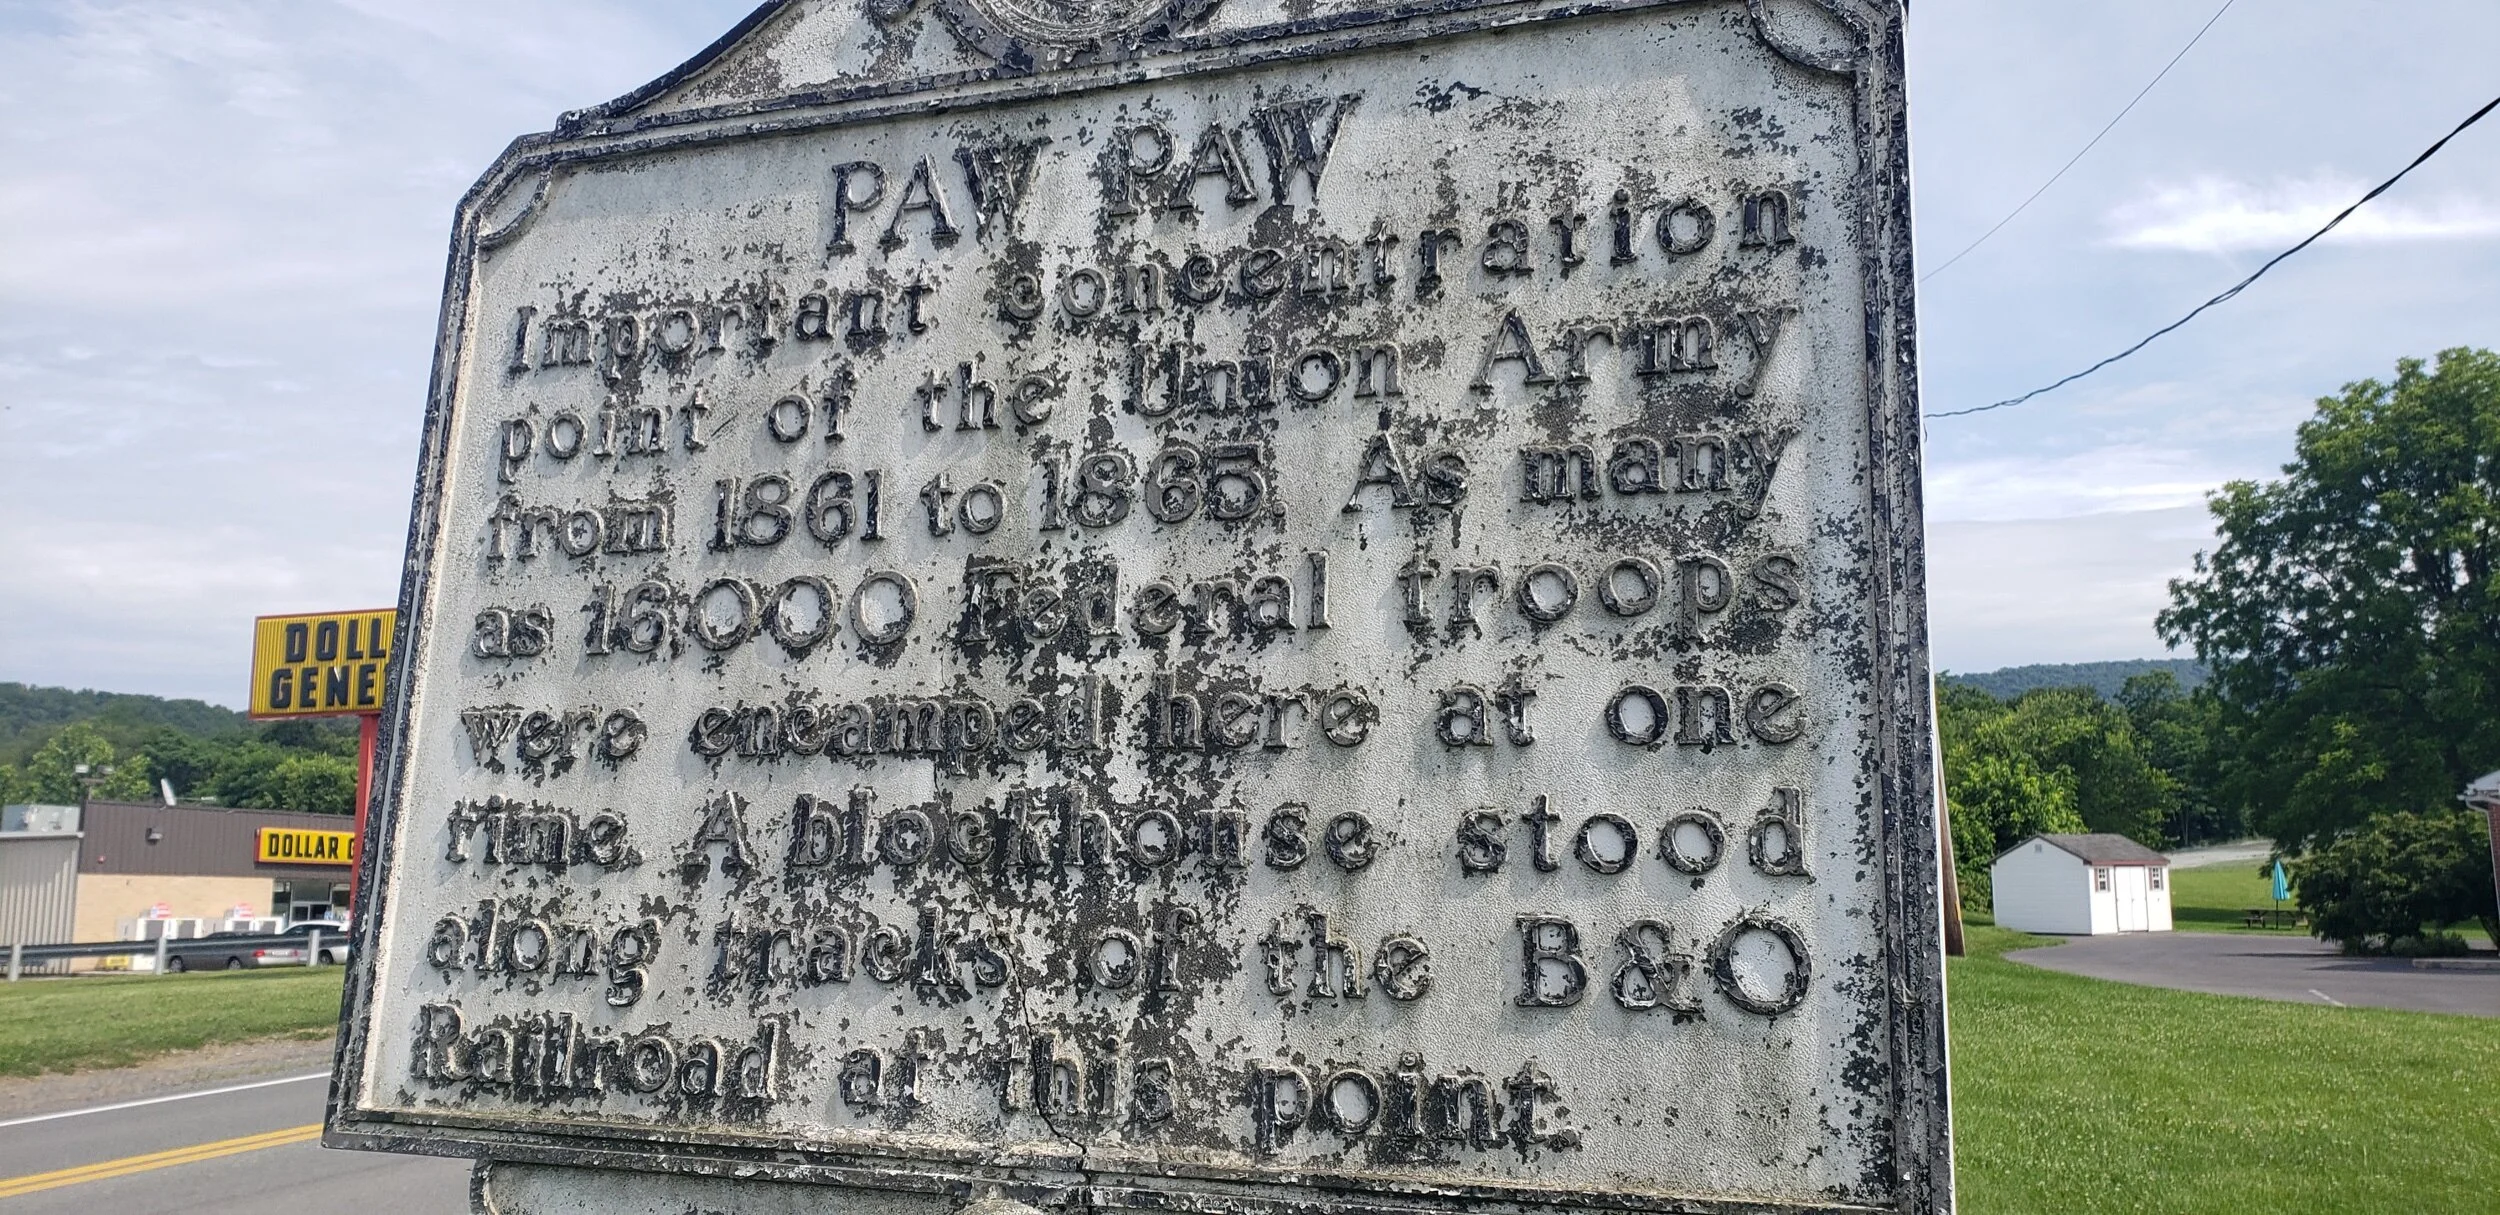 PAW PAW
Important concentration
point of the Union Army
from 1861 to 1865. As many
as 16,000 Federal troops
were encamped here at one
time. A blockhouse stood
along tracks of the B&O
Railroad at this point.
DOLL
GENE
DOLLAR G